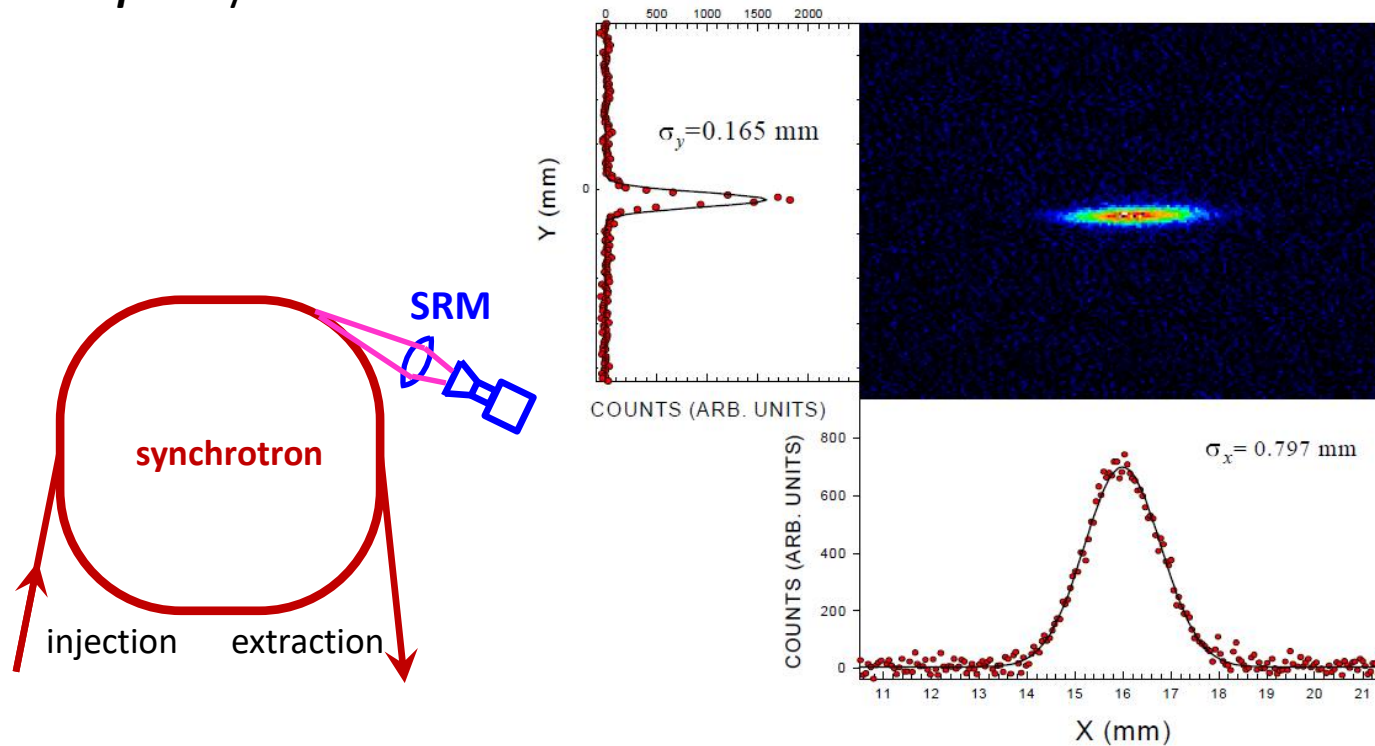 SRM
synchrotron
injection
extraction
0 500 1000 1500 2000
σy=0.165 mm
Y (mm)
0
COUNTS (ARB. UNITS)
σx= 0.797 mm
COUNTS (ARB. UNITS)
800
600
400
200
0
11 12 13 14 15 16 17 18 19 20 21
X (mm)